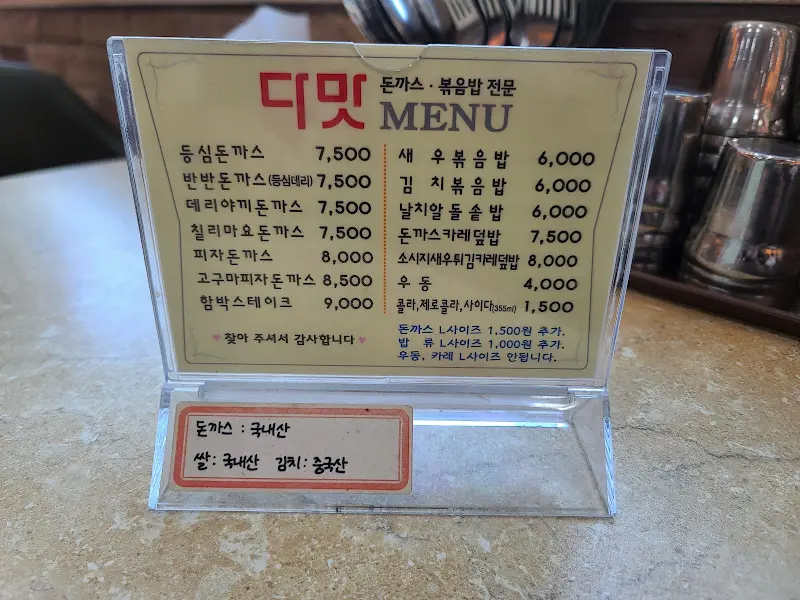 다맛 돈까스 · 볶음밥 전문
MENU
등심돈까스 7,500
반반돈까스(등심데리) 7,500
데리야끼돈까스 7,500
칠리마요돈까스 7,500
피자돈까스 8,000
고구마피자돈까스 8,500
함박스테이크 9,000
♥찾아 주셔서 감사합니다♥
새 우볶음밥 6,000
김 치볶음밥 6,000
날치알돌솥밥 6,000
돈까스카레덮밥 7,500
소시지새우튀김카레덮밥 8,000
우 동 4,000
콜라,제로콜라,사이다(355ml) 1,500
돈까스 L사이즈 1,500원 추가.
밥 류 L사이즈 1,000원 추가.
우동, 카레 L사이즈 안됩니다.
돈까스 : 국내산
쌀: 국내산 김치: 중국산